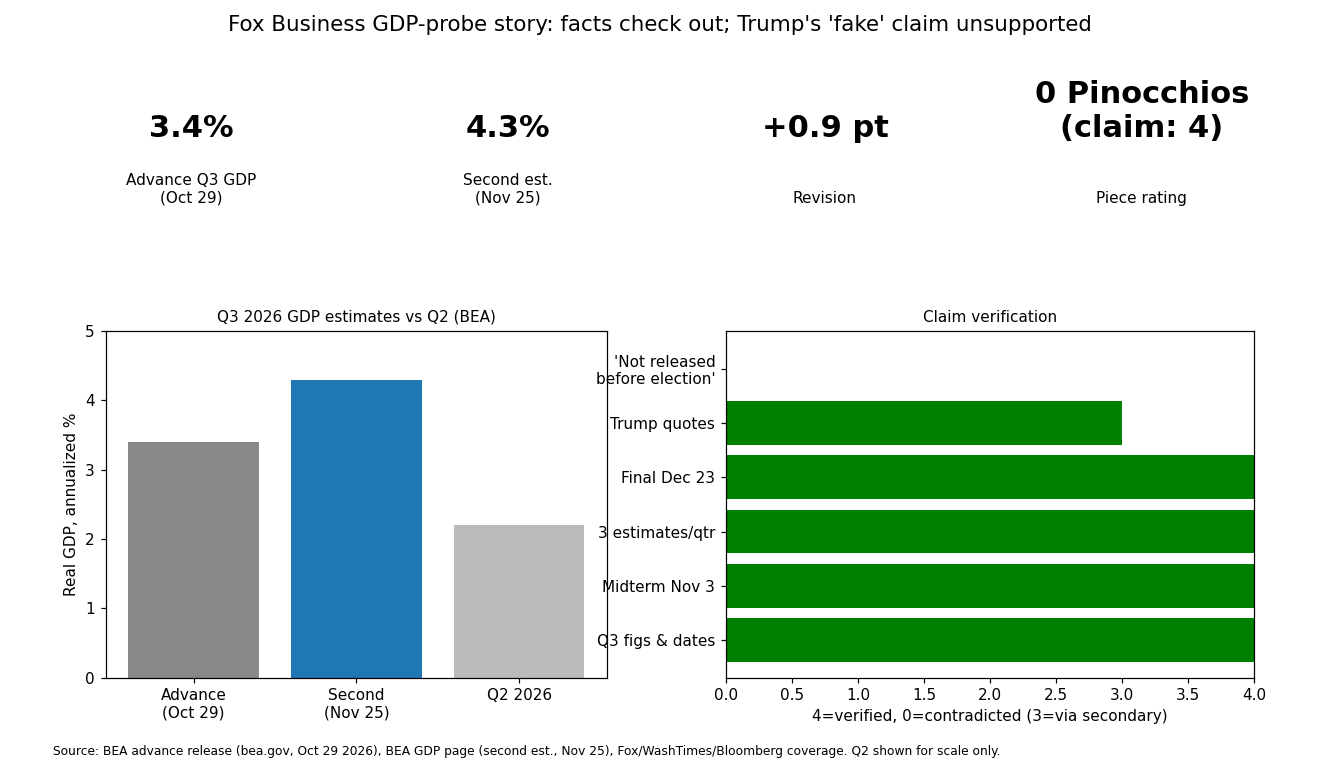 Fox Business GDP-probe story: facts check out; Trump's 'fake' claim unsupported
3.4%
Advance Q3 GDP
(Oct 29)
4.3%
Second est.
(Nov 25)
+0.9 pt
Revision
0 Pinocchios
(claim: 4)
Piece rating
Q3 2026 GDP estimates vs Q2 (BEA)
Real GDP, annualized %
5
4
3
2
1
0
Advance
(Oct 29)
Second
(Nov 25)
Q2 2026
Claim verification
'Not released
before election'
Trump quotes
Final Dec 23
3 estimates/qtr
Midterm Nov 3
Q3 figs & dates
0.0 0.5 1.0 1.5 2.0 2.5 3.0 3.5 4.0
4=verified, 0=contradicted (3=via secondary)
Source: BEA advance release (bea.gov, Oct 29 2026), BEA GDP page (second est., Nov 25), Fox/WashTimes/Bloomberg coverage. Q2 shown for scale only.